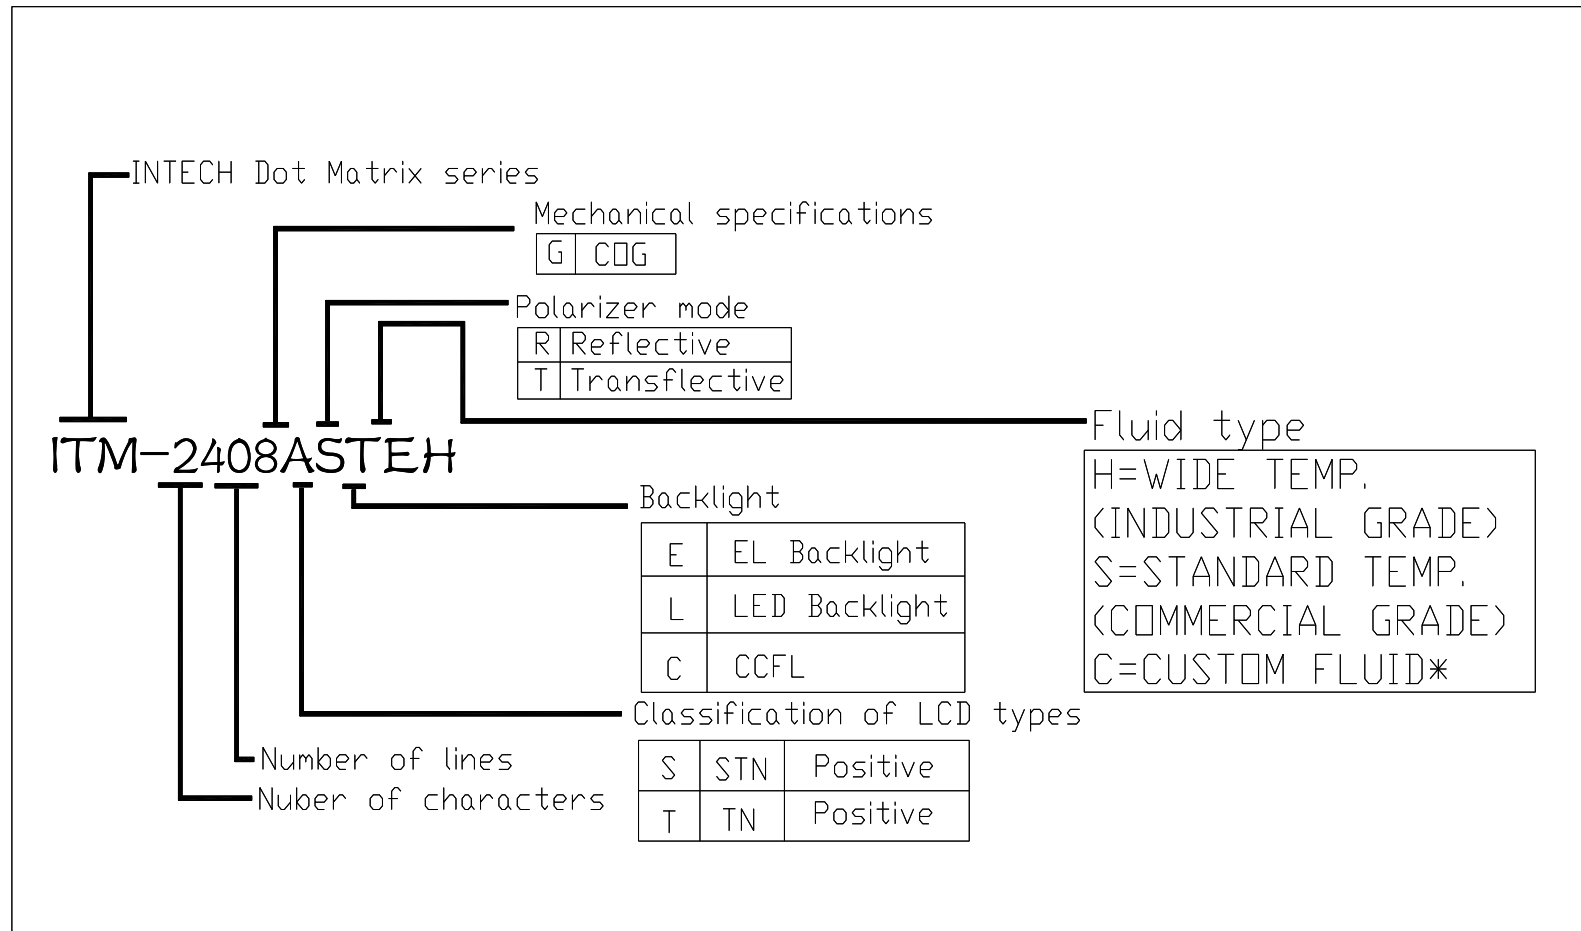 INTECH Dot Matrix series
Mechanical specifications
G COG
Polarizer mode
R Reflective
T Transflective
ITM-2408ASTEH
Fluid type
H=WIDE TEMP.
(INDUSTRIAL GRADE)
S=STANDARD TEMP.
(COMMERCIAL GRADE)
C=CUSTOM FLUID*
Backlight
E EL Backlight
L LED Backlight
C CCFL
Classification of LCD types
S STN Positive
T TN Positive
Number of lines
Nuber of characters